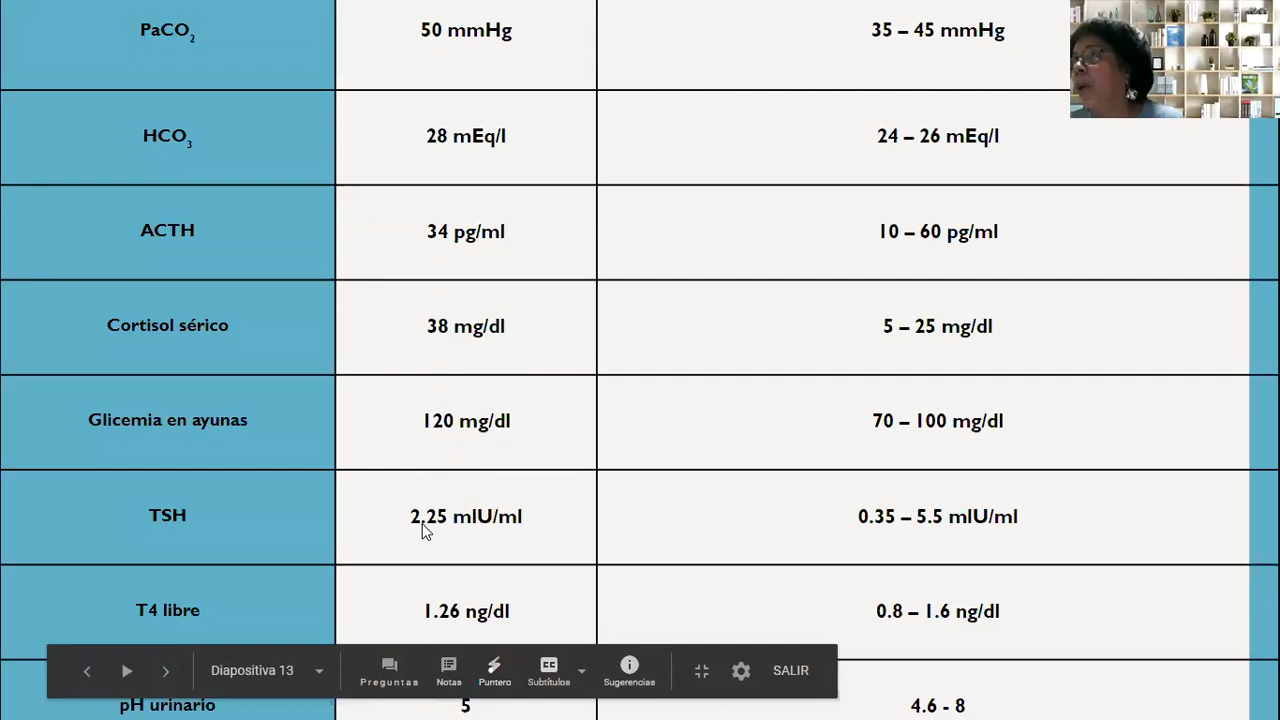 PaCO2 50 mmHg 35 – 45 mmHg
HCO3 28 mEq/l 24 – 26 mEq/l
ACTH 34 pg/ml 10 – 60 pg/ml
Cortisol sérico 38 mg/dl 5 – 25 mg/dl
Glicemia en ayunas 120 mg/dl 70 – 100 mg/dl
TSH 2.25 mlU/ml 0.35 – 5.5 mlU/ml
T4 libre 1.26 ng/dl 0.8 – 1.6 ng/dl
pH urinario 5 4.6 - 8
Diapositiva 13 Preguntas Notas Puntero CC Subtítulos Sugerencias SALIR